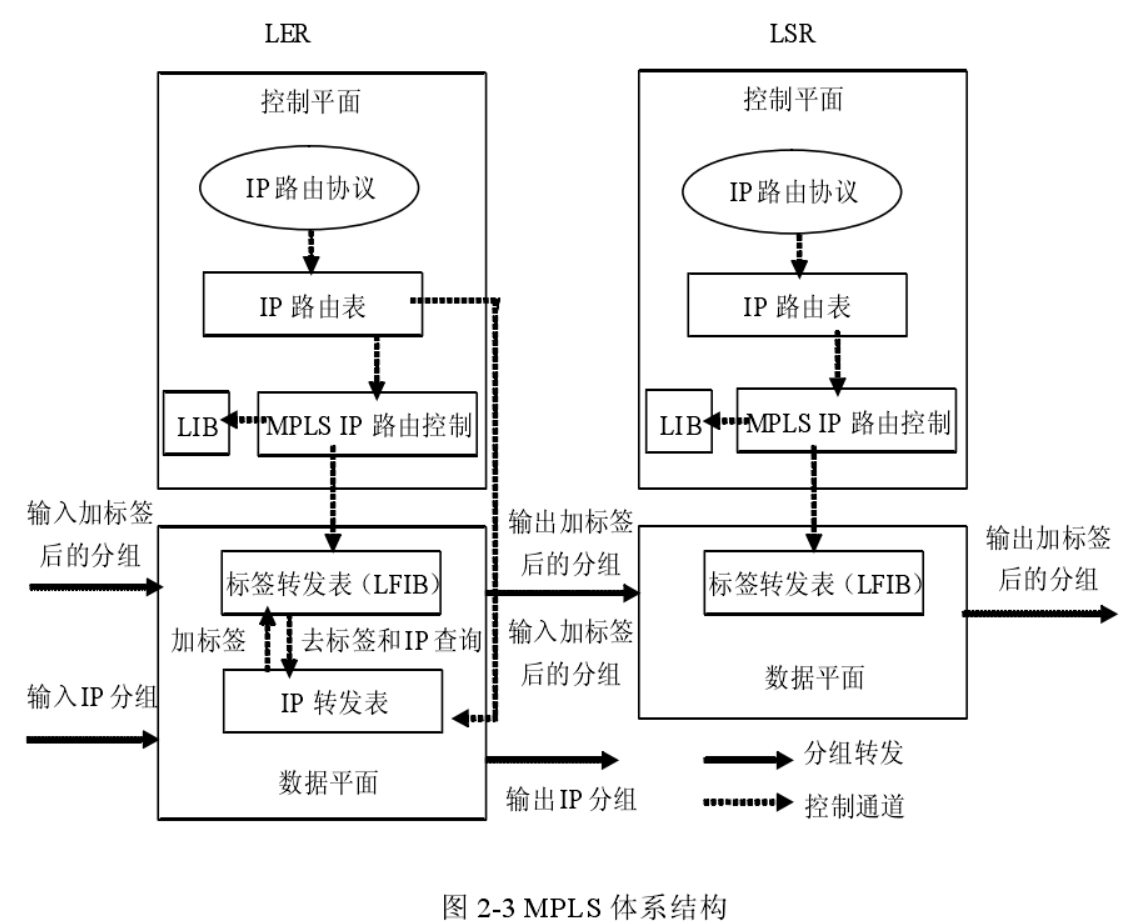 LER
LSR
控制平面
控制平面
IP 路由协议
IP 路由协议
IP 路由表
IP 路由表
LIB
MPLS IP 路由控制
LIB
MPLS IP 路由控制
输入加标签
后的分组
输出加标签
后的分组
输出加标签
后的分组
标签转发表（LFIB）
标签转发表（LFIB）
加标签
去标签和IP 查询
输入加标签
后的分组
输入IP 分组
IP 转发表
数据平面
数据平面
输出IP 分组
分组转发
控制通道
图 2-3 MPLS 体系结构